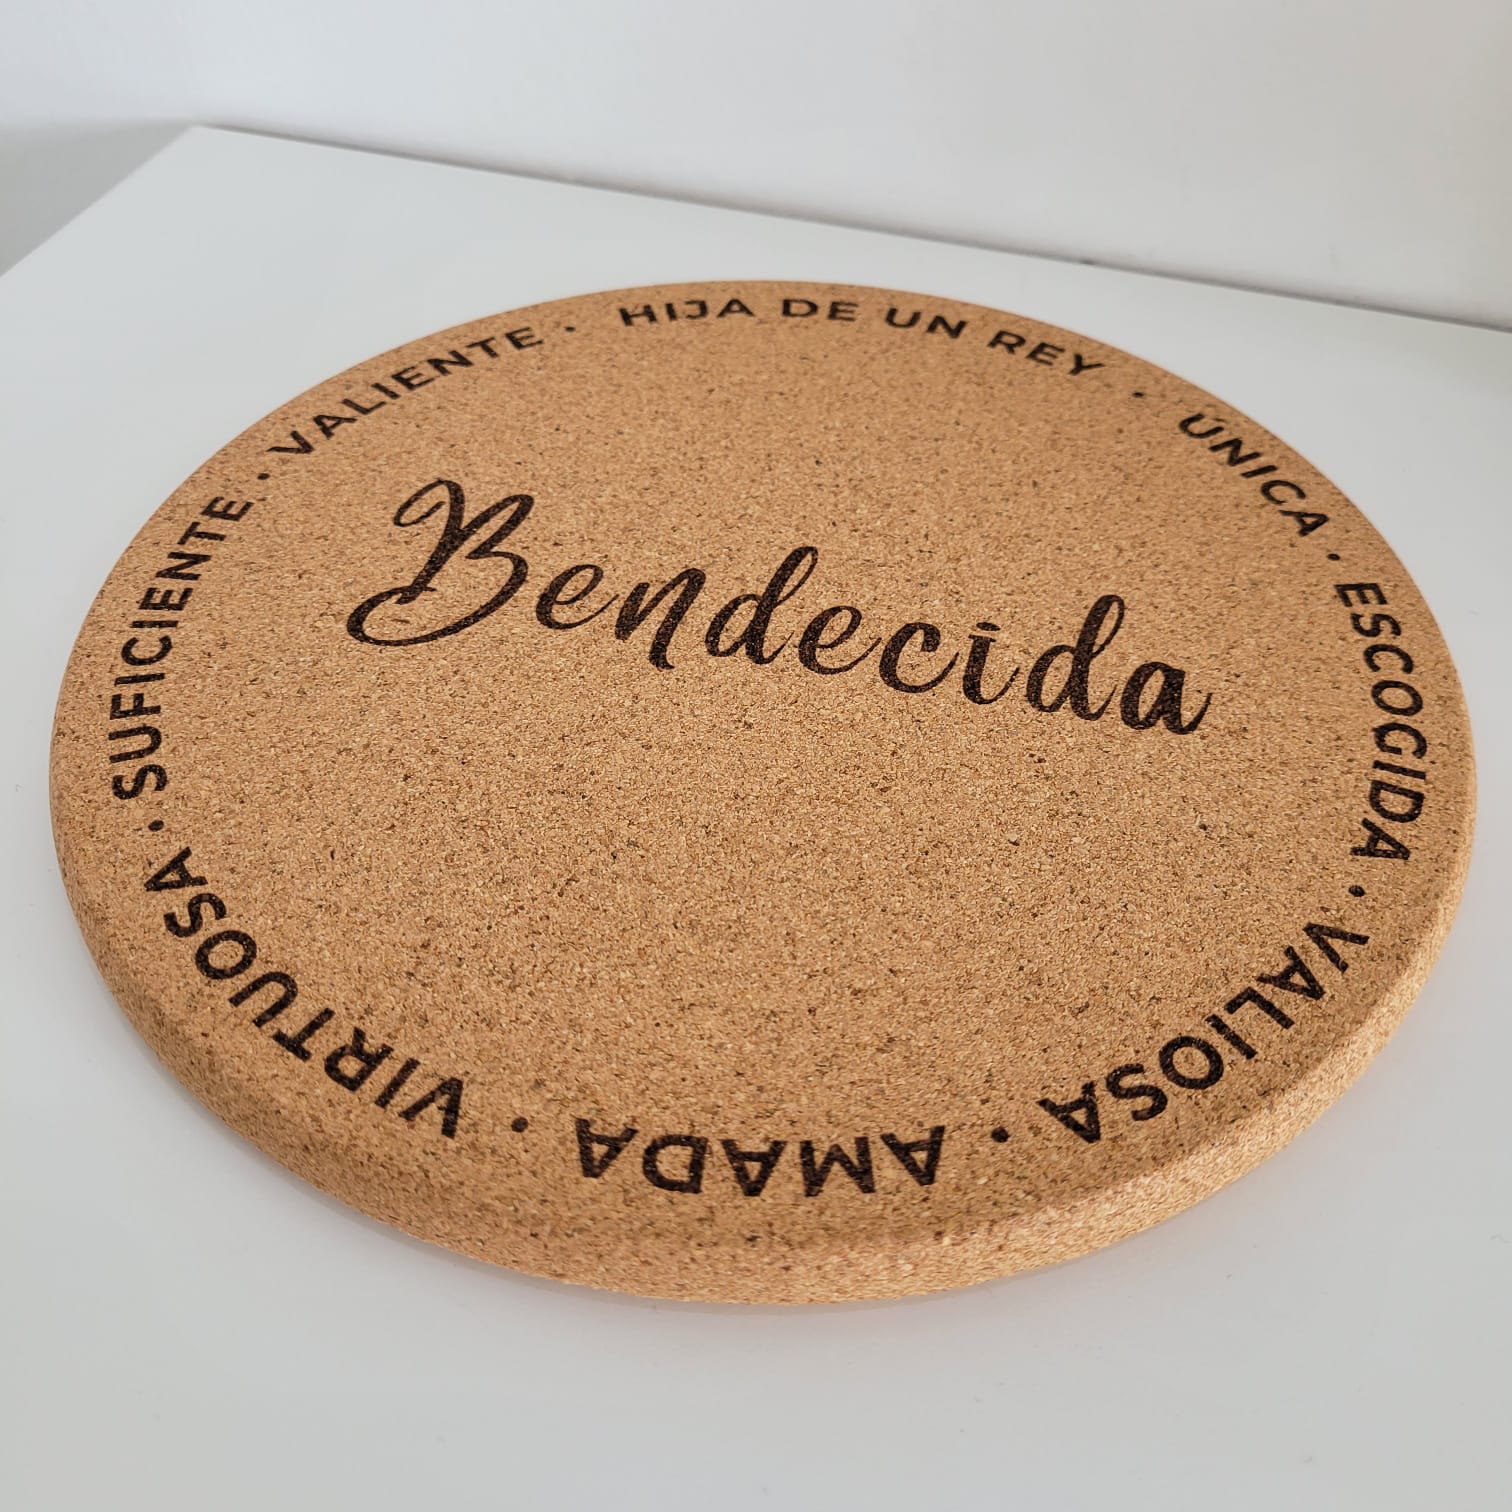 HIJA DE UN REY · ÚNICA · ESCOGIDA · VALIOSA · AMADA · VIRTUOSA · SUFICIENTE · VALIENTE ·
Bendecida